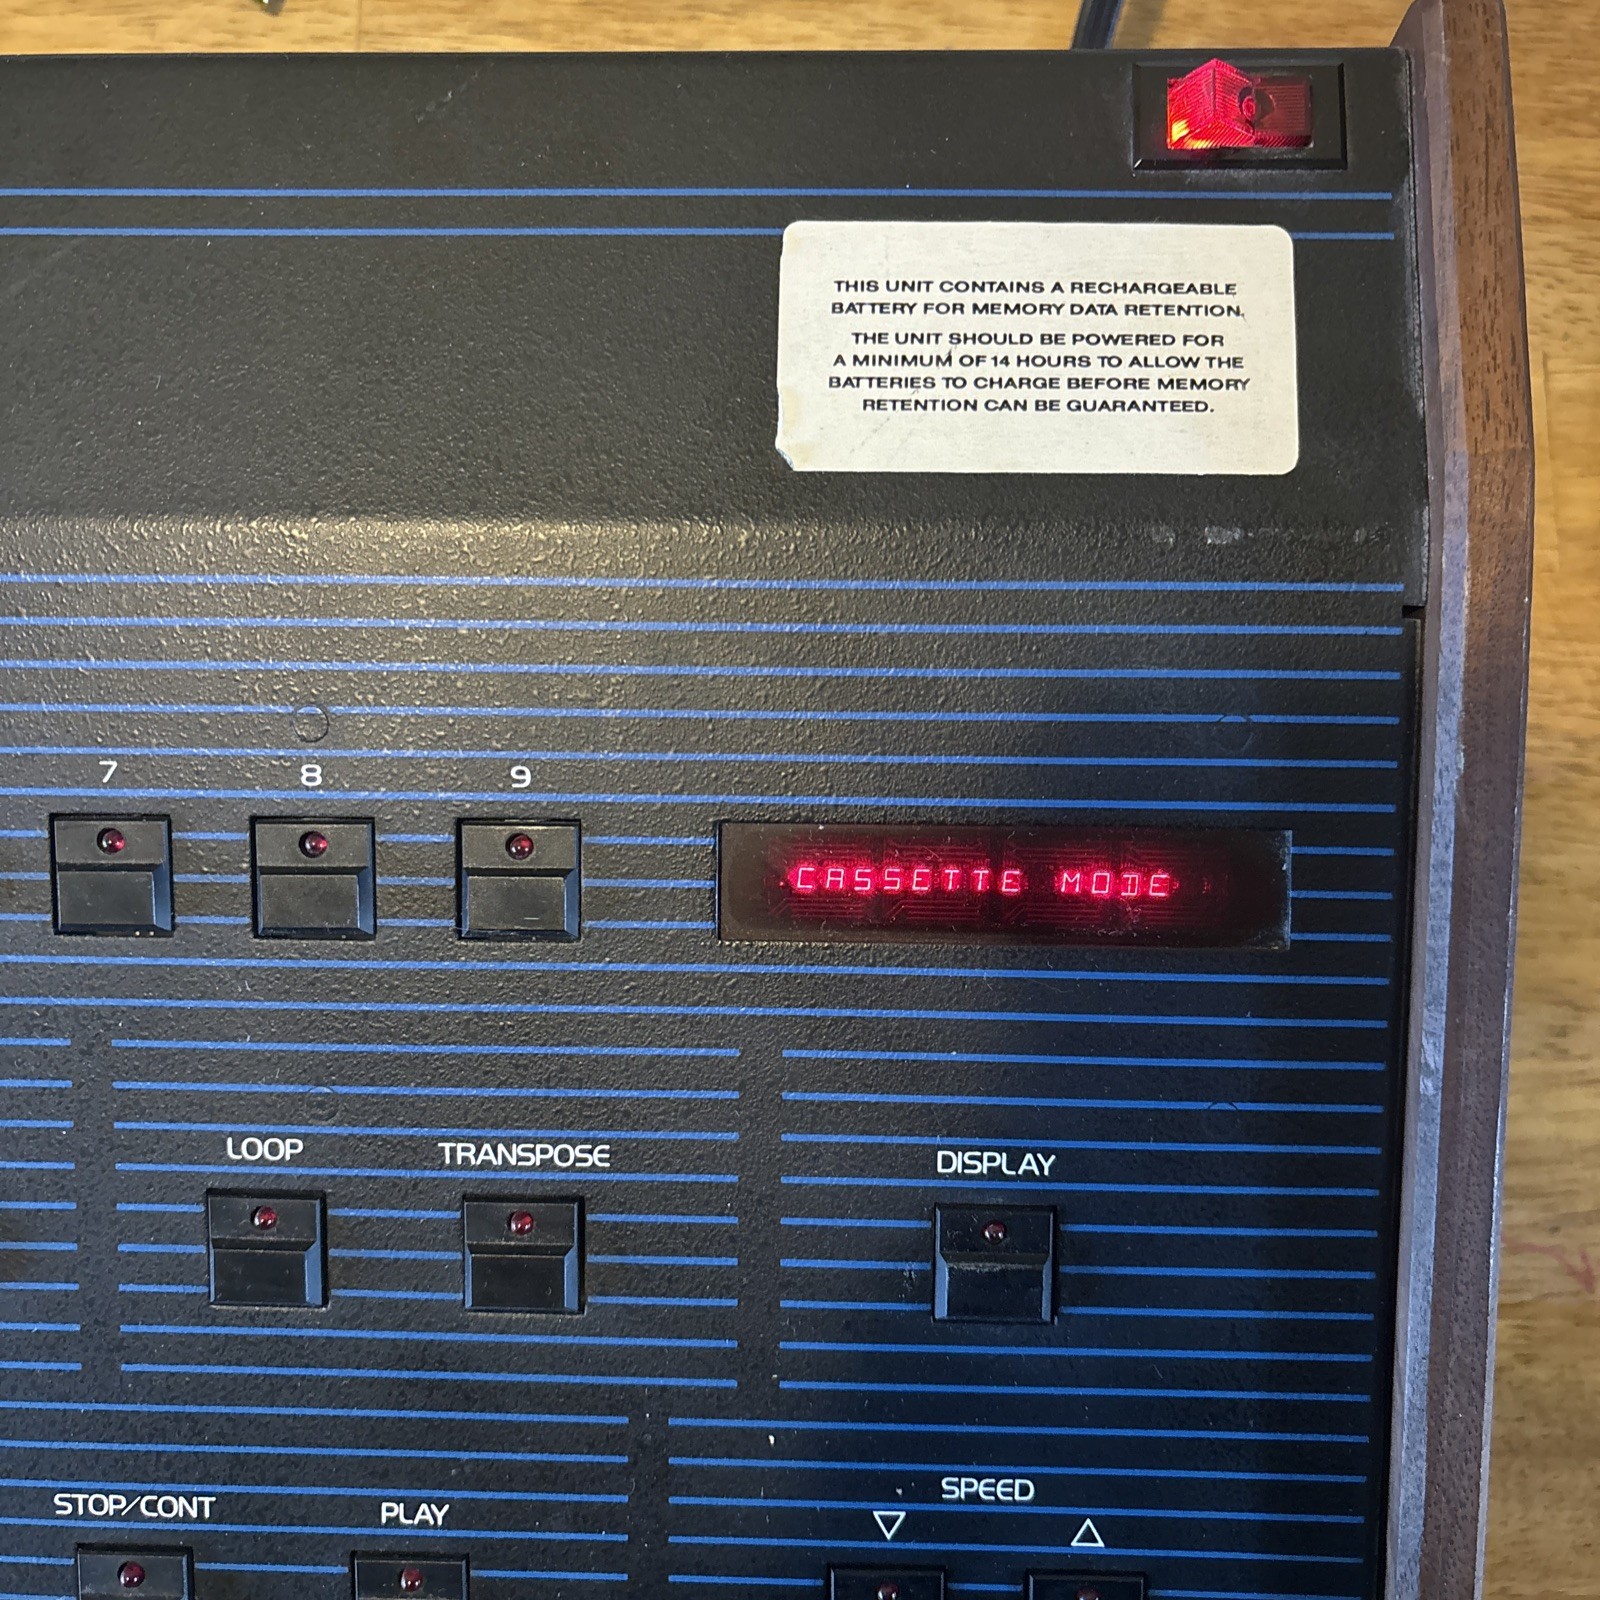 THIS UNIT CONTAINS A RECHARGEABLE
BATTERY FOR MEMORY DATA RETENTION.
THE UNIT SHOULD BE POWERED FOR
A MINIMUM OF 14 HOURS TO ALLOW THE
BATTERIES TO CHARGE BEFORE MEMORY
RETENTION CAN BE GUARANTEED.
7 8 9
CASSETTE MODE
LOOP TRANSPOSE DISPLAY
SPEED
STOP/CONT PLAY